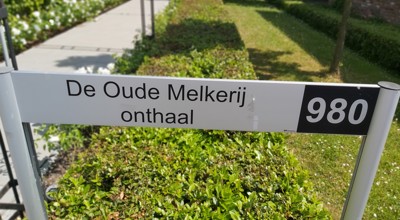 De Oude Melkerij
onthaal
980